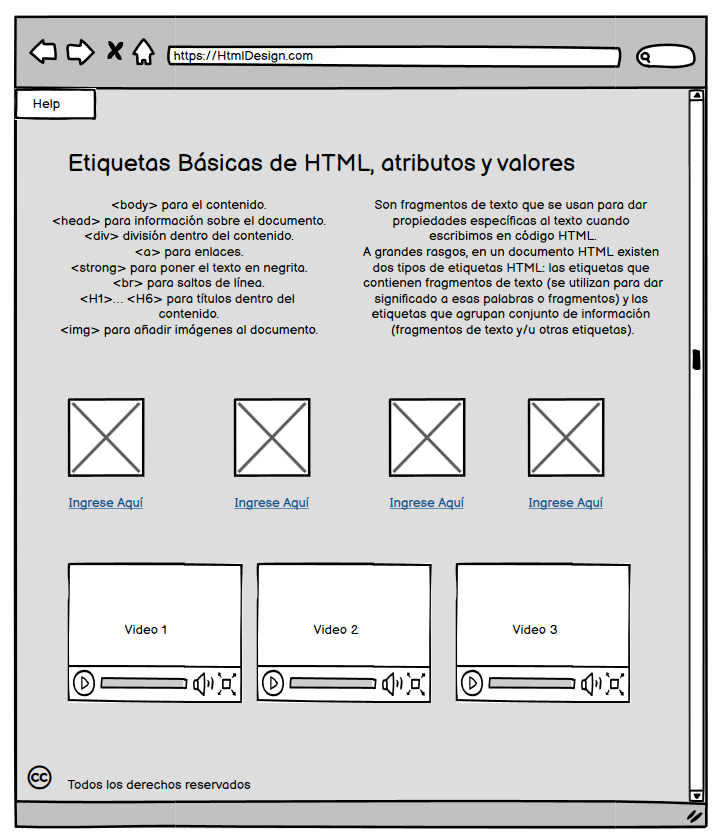 https://HtmlDesign.com
Help
Etiquetas Básicas de HTML, atributos y valores
<body> para el contenido.
<head> para información sobre el documento.
<div> división dentro del contenido.
<a> para enlaces.
<strong> para poner el texto en negrita.
<br> para saltos de línea.
<H1>... <H6> para títulos dentro del
contenido.
<img> para añadir imágenes al documento.
Son fragmentos de texto que se usan para dar
propiedades específicas al texto cuando
escribimos en código HTML.
A grandes rasgos, en un documento HTML existen
dos tipos de etiquetas HTML: las etiquetas que
contienen fragmentos de texto (se utilizan para dar
significado a esas palabras o fragmentos) y las
etiquetas que agrupan conjunto de información
(fragmentos de texto y/u otras etiquetas).
Ingrese Aquí
Ingrese Aquí
Ingrese Aquí
Ingrese Aquí
Video 1
Video 2
Video 3
CC
Todos los derechos reservados